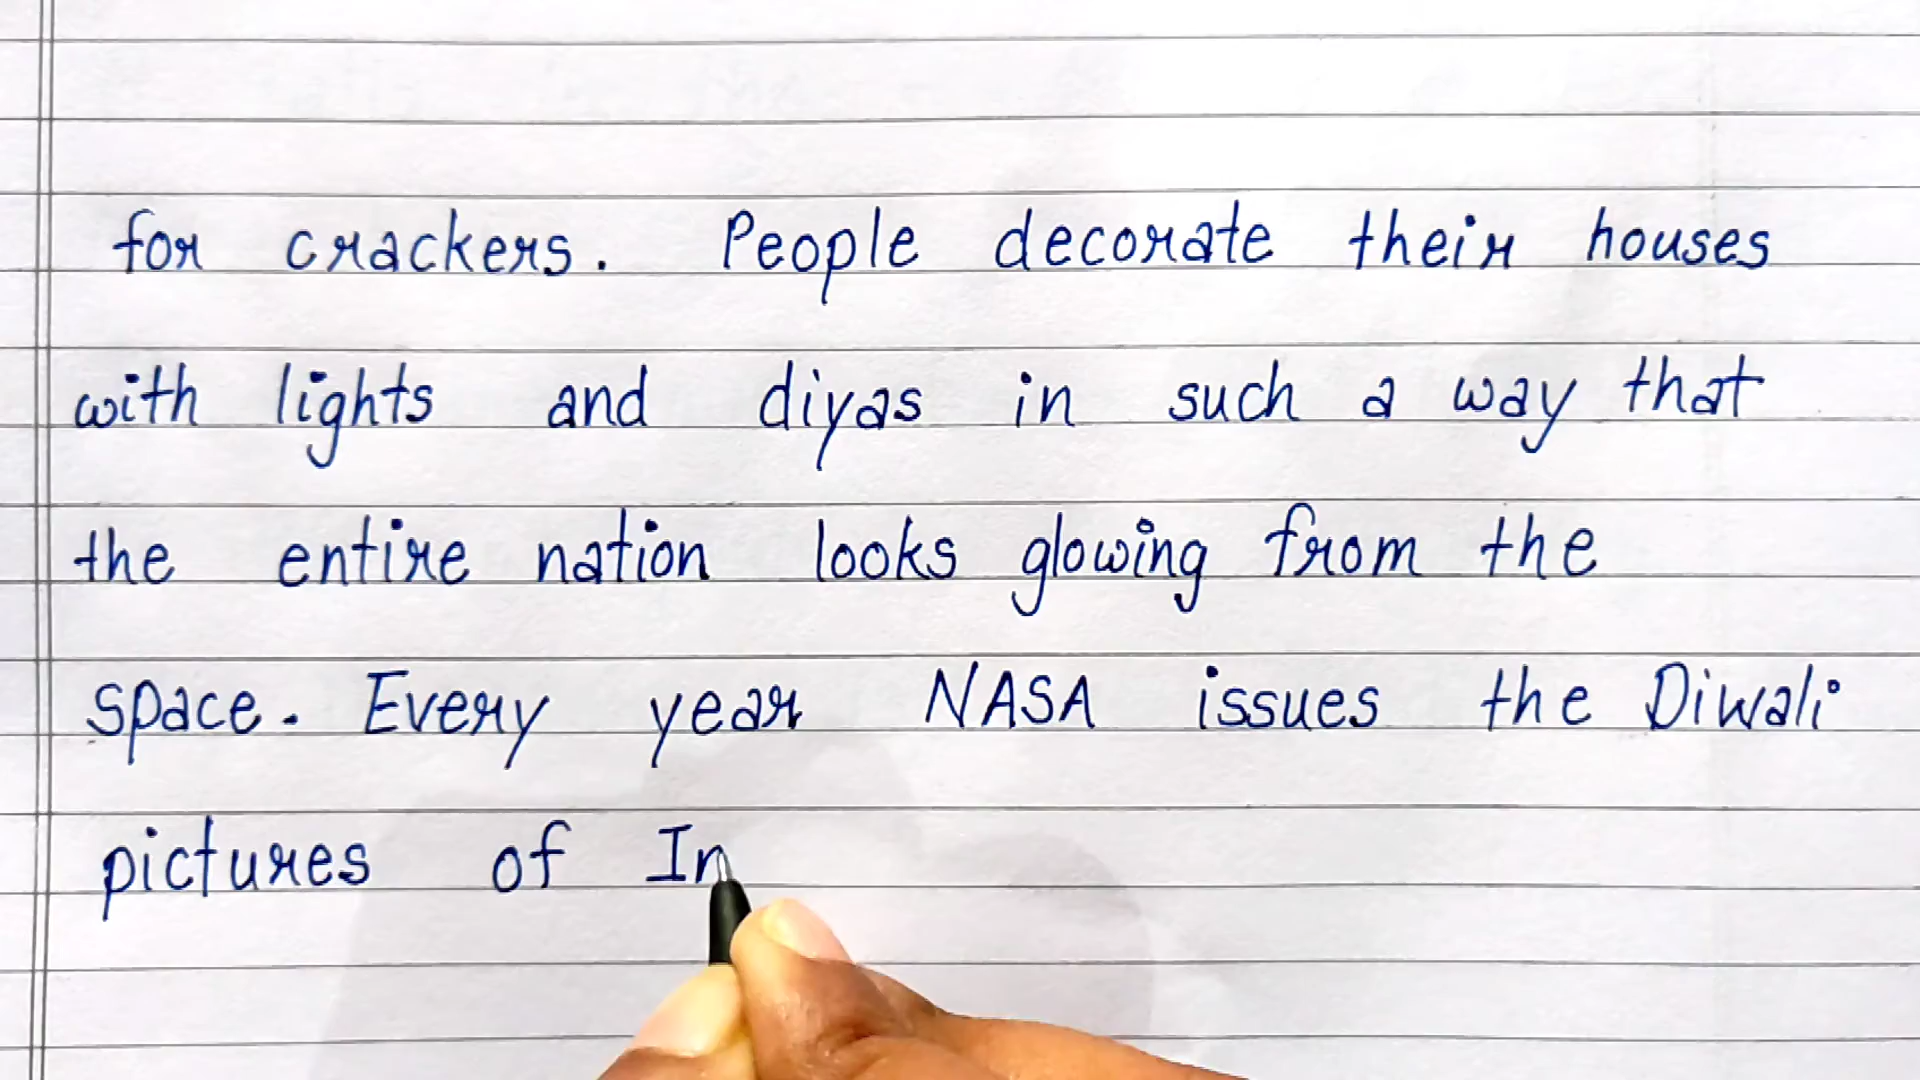 for crackers. People decorate their houses
with lights and diyas in such a way that
the entire nation looks glowing from the
space. Every year NASA issues the Diwali
pictures of In